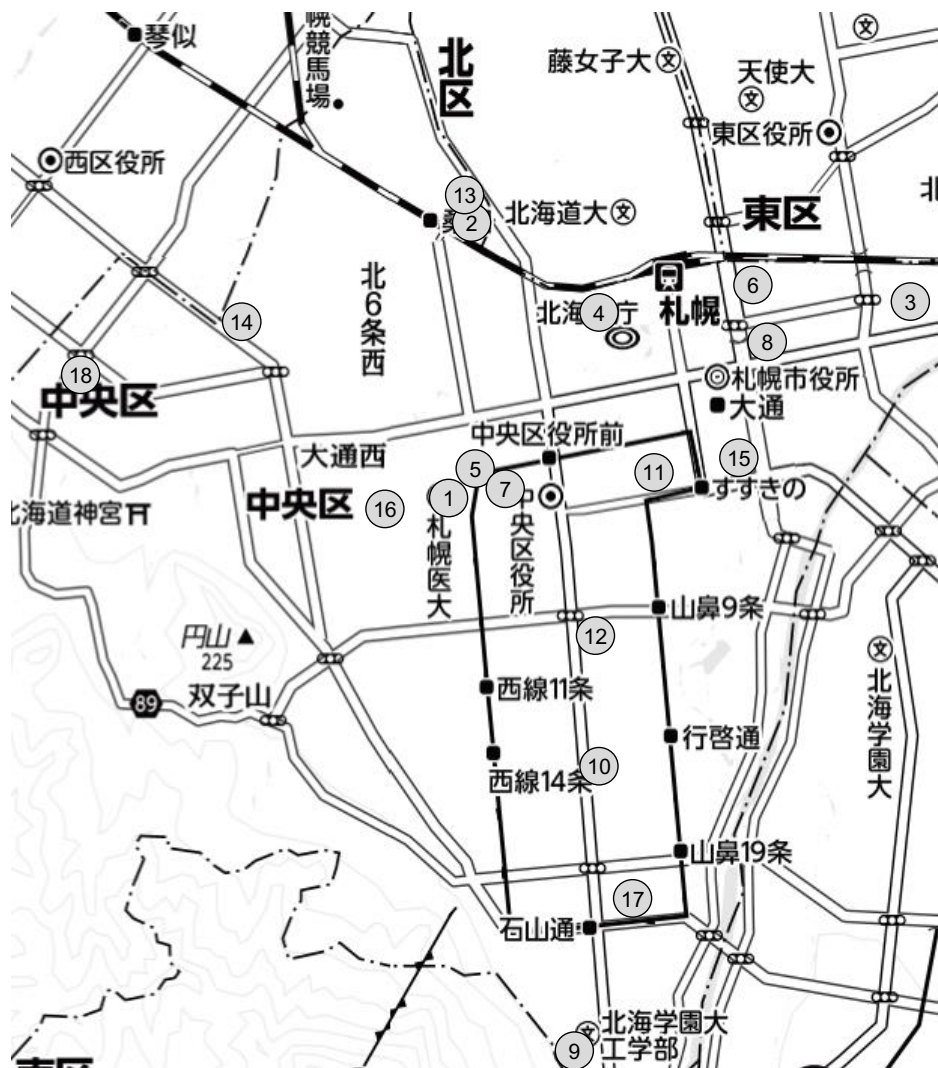 琴似
幌競馬場
北区
藤女子大
文
文
天使大
文
東区役所
西区役所
13
2
北海道大
文
東区
北
北6条西
6
3
4
札幌
14
8
18
中央区
札幌市役所
大通
中央区役所前
大通西
5
11
15
すすきの
中央区
16
1
7
札幌医大
中央区役所
山鼻9条
12
円山
225
双子山
89
西線11条
行啓通
文
北海学園大
西線14条
10
山鼻19条
17
石山通
文
北海学園大
工学部
9